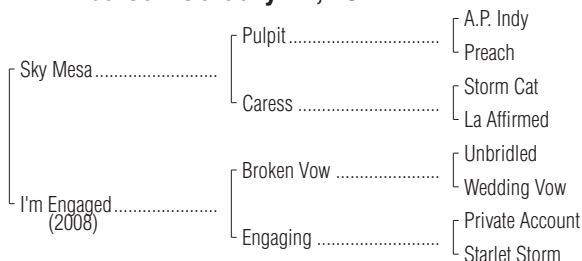 A.P. Indy
Pulpit
Preach
Sky Mesa
Storm Cat
Caress
La Affirmed
Unbridled
Broken Vow
Wedding Vow
I'm Engaged
(2008)
Private Account
Engaging
Starlet Storm